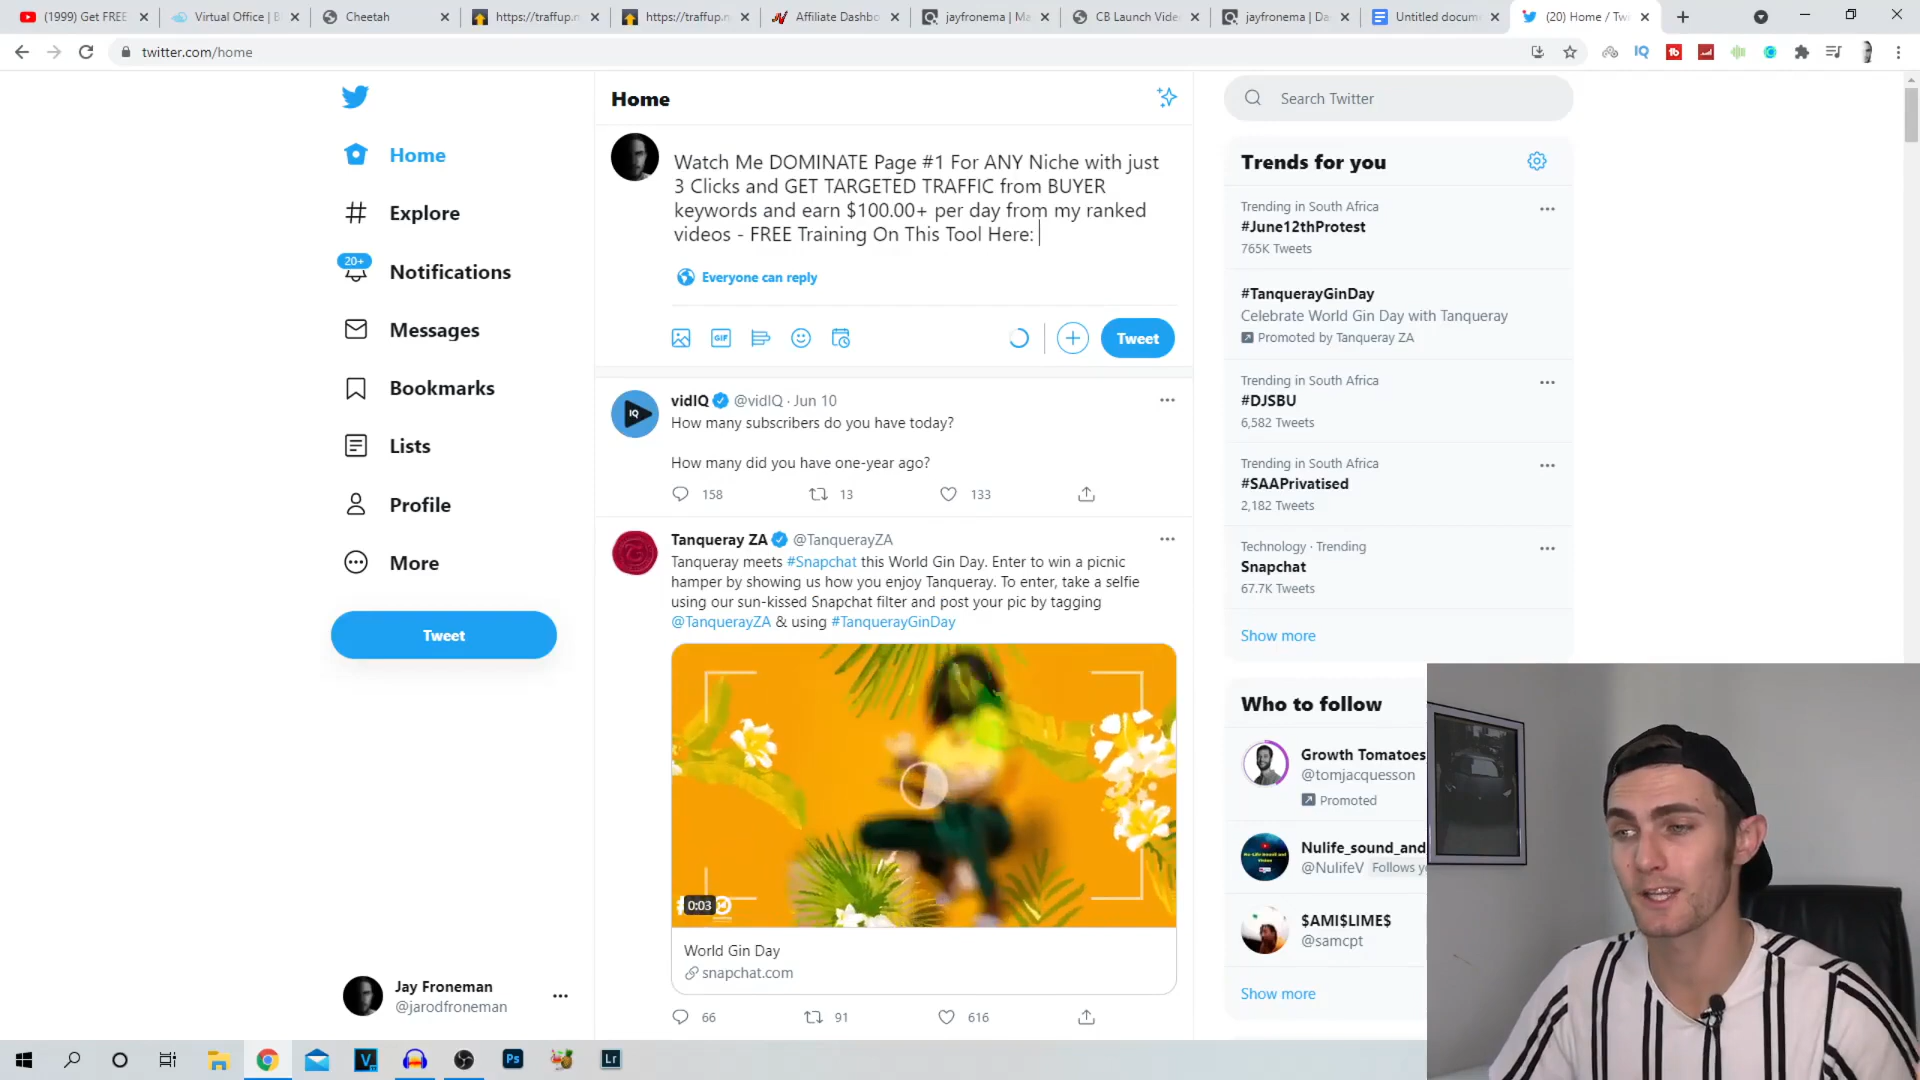 (1999) Get FREE
Virtual Office | B
Cheetah
https://traffup.n
https://traffup.n
Affiliate Dashbo
jayfronema | Ma
CB Launch Vide
jayfronema | Da
Untitled docum
(20) Home / Twi
twitter.com/home
Home
Explore
20+
Notifications
Messages
Bookmarks
Lists
Profile
More
Tweet
Jay Froneman
@jarodfroneman
Home
Watch Me DOMINATE Page #1 For ANY Niche with just
3 Clicks and GET TARGETED TRAFFIC from BUYER
keywords and earn $100.00+ per day from my ranked
videos - FREE Training On This Tool Here:
Everyone can reply
GIF
Tweet
vidIQ @vidIQ · Jun 10
How many subscribers do you have today?
How many did you have one-year ago?
158 13 133
Tanqueray ZA @TanquerayZA
Tanqueray meets #Snapchat this World Gin Day. Enter to win a picnic
hamper by showing us how you enjoy Tanqueray. To enter, take a selfie
using our sun-kissed Snapchat filter and post your pic by tagging
@TanquerayZA & using #TanquerayGinDay
0:03
World Gin Day
snapchat.com
66 91 616
Search Twitter
Trends for you
Trending in South Africa
#June12thProtest
765K Tweets
#TanquerayGinDay
Celebrate World Gin Day with Tanqueray
Promoted by Tanqueray ZA
Trending in South Africa
#DJSBU
6,582 Tweets
Trending in South Africa
#SAAPrivatised
2,182 Tweets
Technology · Trending
Snapchat
67.7K Tweets
Show more
Who to follow
Growth Tomatoes
@tomjacquesson
Promoted
Nulife_sound_and
@NulifeV Follows yo
$AMI$LIME$
@samcpt
Show more
Ps
Lr